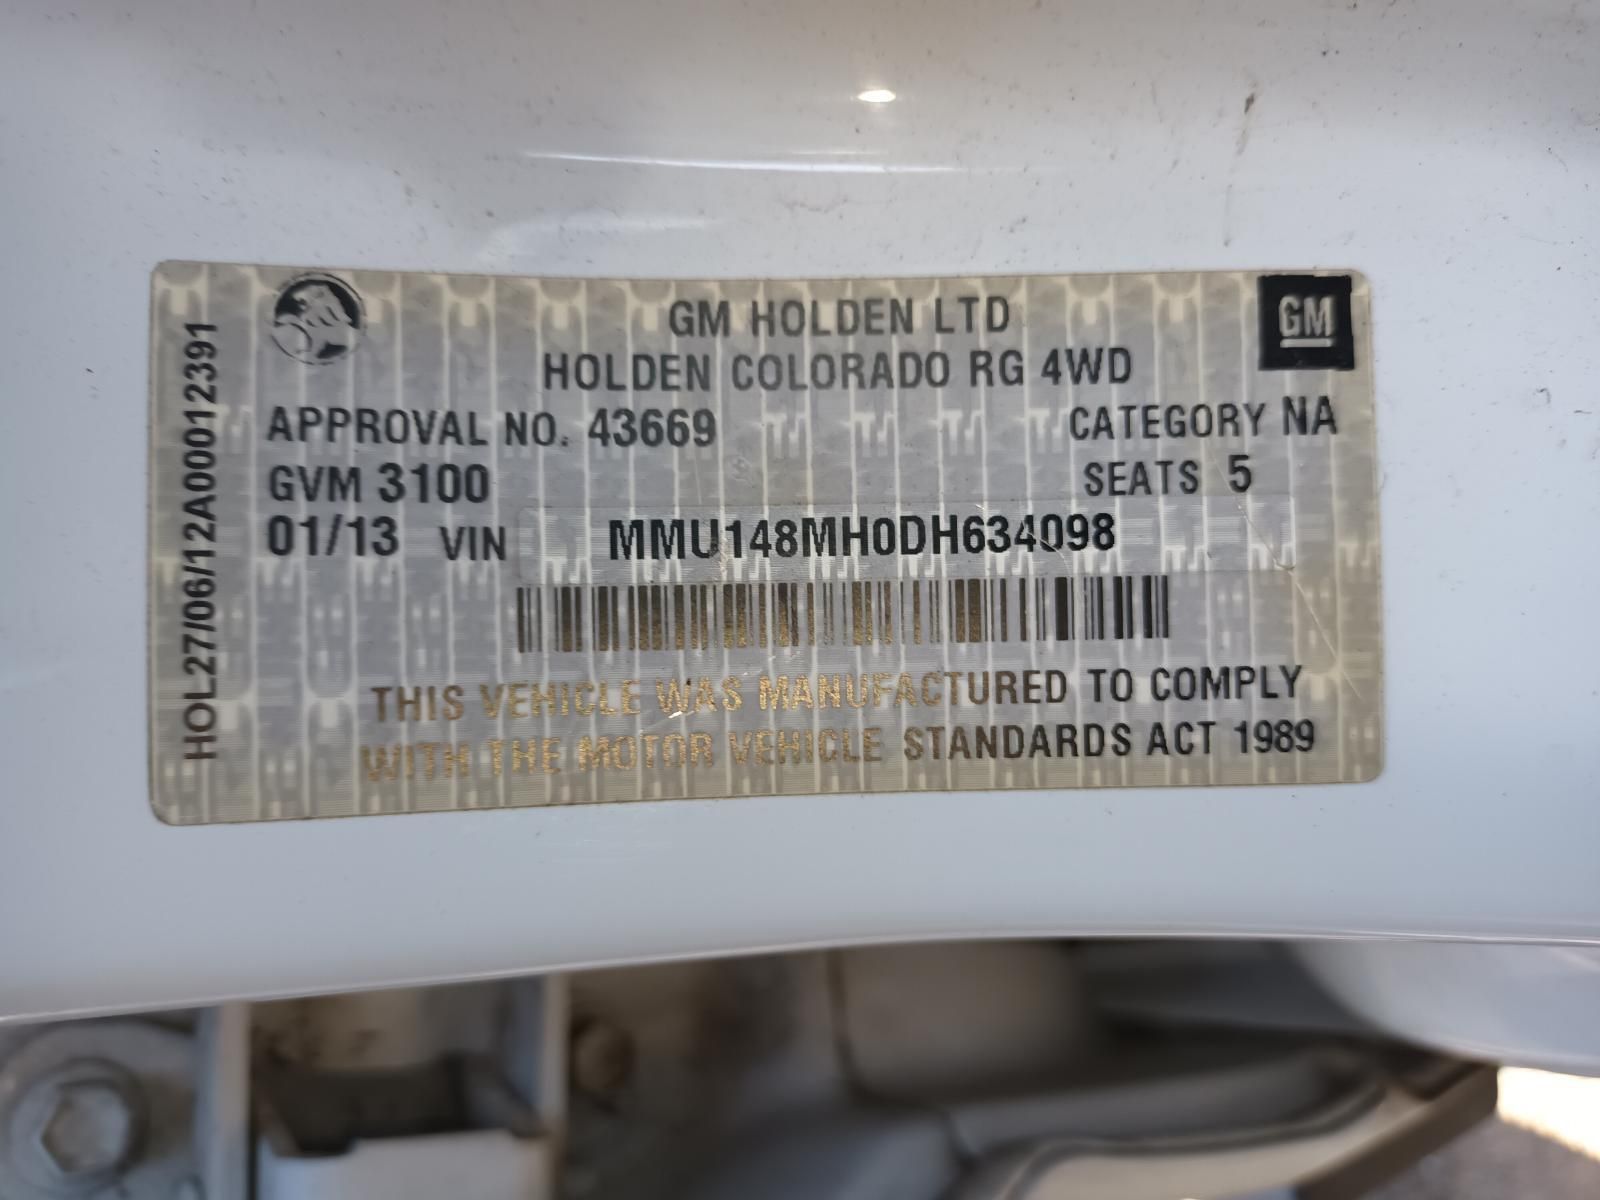 GM HOLDEN LTD
GM
HOLDEN COLORADO RG 4WD
APPROVAL NO. 43669 CATEGORY NA
GVM 3100 SEATS 5
01/13 VIN MMU148MH0DH634098
THIS VEHICLE WAS MANUFACTURED TO COMPLY
WITH THE MOTOR VEHICLE STANDARDS ACT 1989
HOL27/06/12A00012391